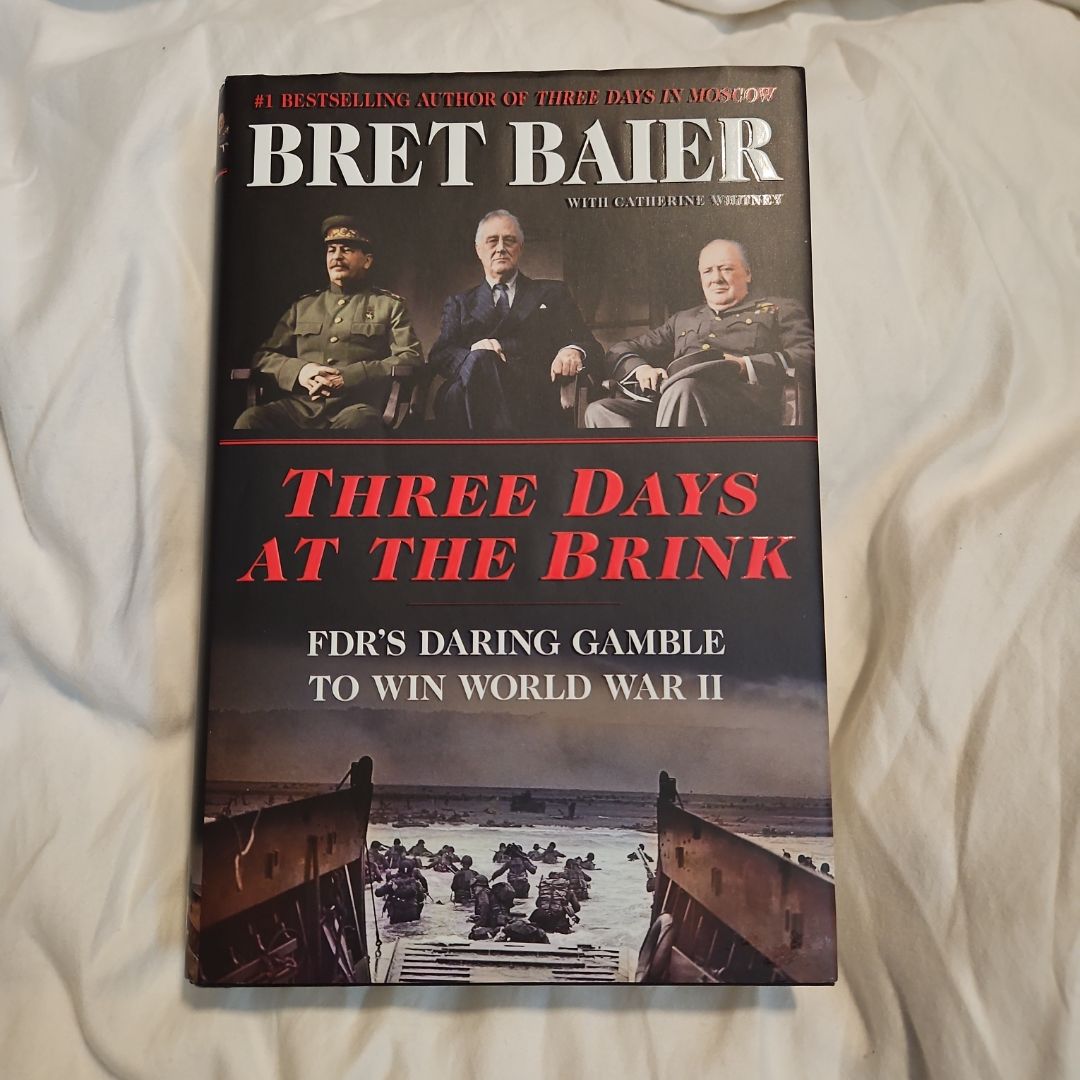 #1 BESTSELLING AUTHOR OF THREE DAYS IN MOSCOW
BRET BAIER
WITH CATHERINE WHITNEY
THREE DAYS
AT THE BRINK
FDR'S DARING GAMBLE
TO WIN WORLD WAR II